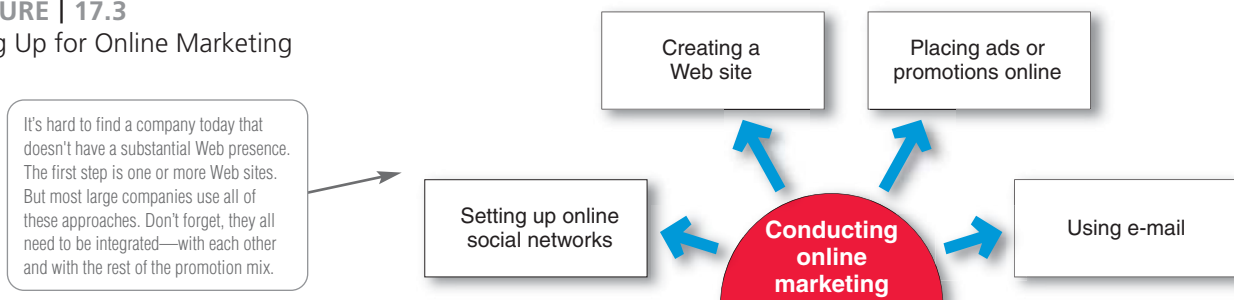 URE | 17.3
g Up for Online Marketing
It's hard to find a company today that
doesn't have a substantial Web presence.
The first step is one or more Web sites.
But most large companies use all of
these approaches. Don't forget, they all
need to be integrated—with each other
and with the rest of the promotion mix.
Creating a
Web site
Placing ads or
promotions online
Setting up online
social networks
Using e-mail
Conducting
online
marketing